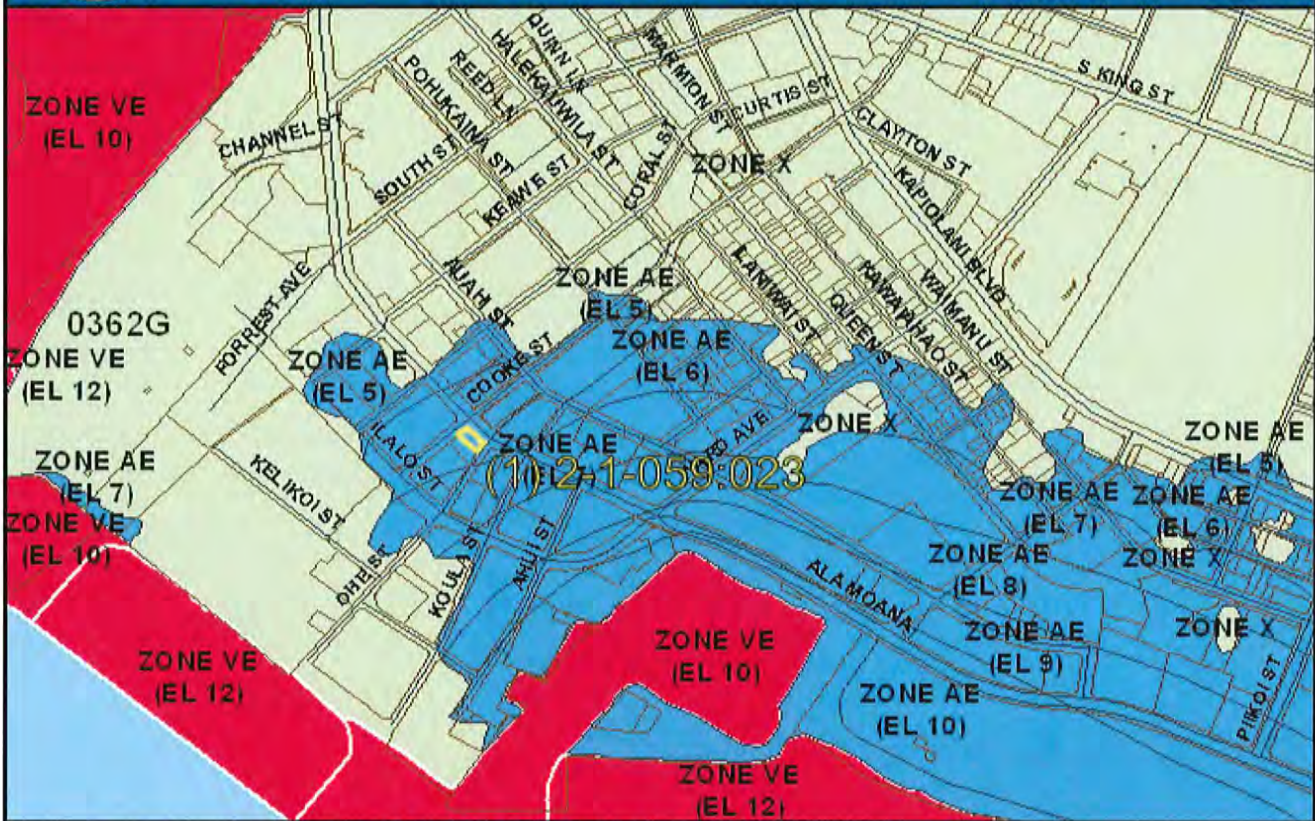 QUINN LN
HALEKAUWILA ST
REED LN
POHUKAINA ST
MARMION ST
CURTIS ST
S KING ST
CLAYTON ST
KAPIOLANI BLVD
ZONE VE
(EL 10)
CHANNEL ST
SOUTH ST
KEAWE ST
CORAL ST
ZONE X
AUAHI ST
ZONE AE
(EL 5)
ILANIWAI ST
QUEEN ST
KAWAIAHAO ST
WAIMANU ST
0362G
FORREST AVE
ZONE VE
(EL 12)
ZONE AE
(EL 5)
COOKE ST
ZONE AE
(EL 6)
ZONE X
ZONE AE
(EL 5)
ILALO ST
ZONE AE
(1) 2-1-059:023
RD AVE
ZONE AE
(EL 7)
KELIKOI ST
ZONE VE
(EL 10)
ZONE AE
(EL 7)
ZONE AE
(EL 6)
ZONE X
ZONE AE
(EL 8)
OHE ST
KOULA ST
AHUI ST
ALA MOANA
ZONE VE
(EL 12)
ZONE VE
(EL 10)
ZONE AE
(EL 9)
ZONE X
ZONE AE
(EL 10)
PIIKOI ST
ZONE VE
(EL 12)